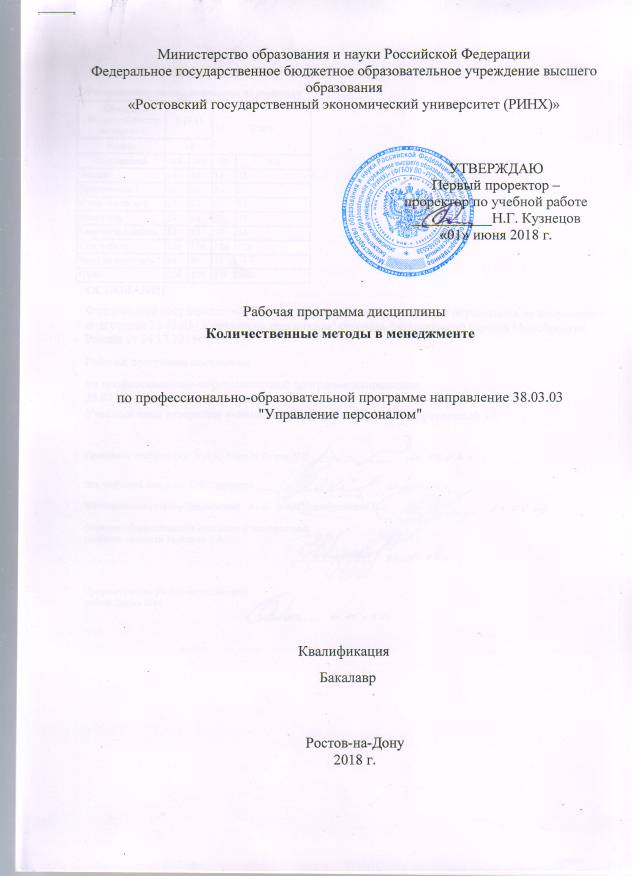 Министерство образования и науки Российской Федерации
Федеральное государственное бюджетное образовательное учреждение высшего
образования
«Ростовский государственный экономический университет (РИНХ)»
УТВЕРЖДАЮ
Первый проректор –
проректор по учебной работе
Н.Г. Кузнецов
«01» июня 2018 г.
Рабочая программа дисциплины
Количественные методы в менеджменте
по профессионально-образовательной программе направление 38.03.03
"Управление персоналом"
Квалификация
Бакалавр
Ростов-на-Дону
2018 г.